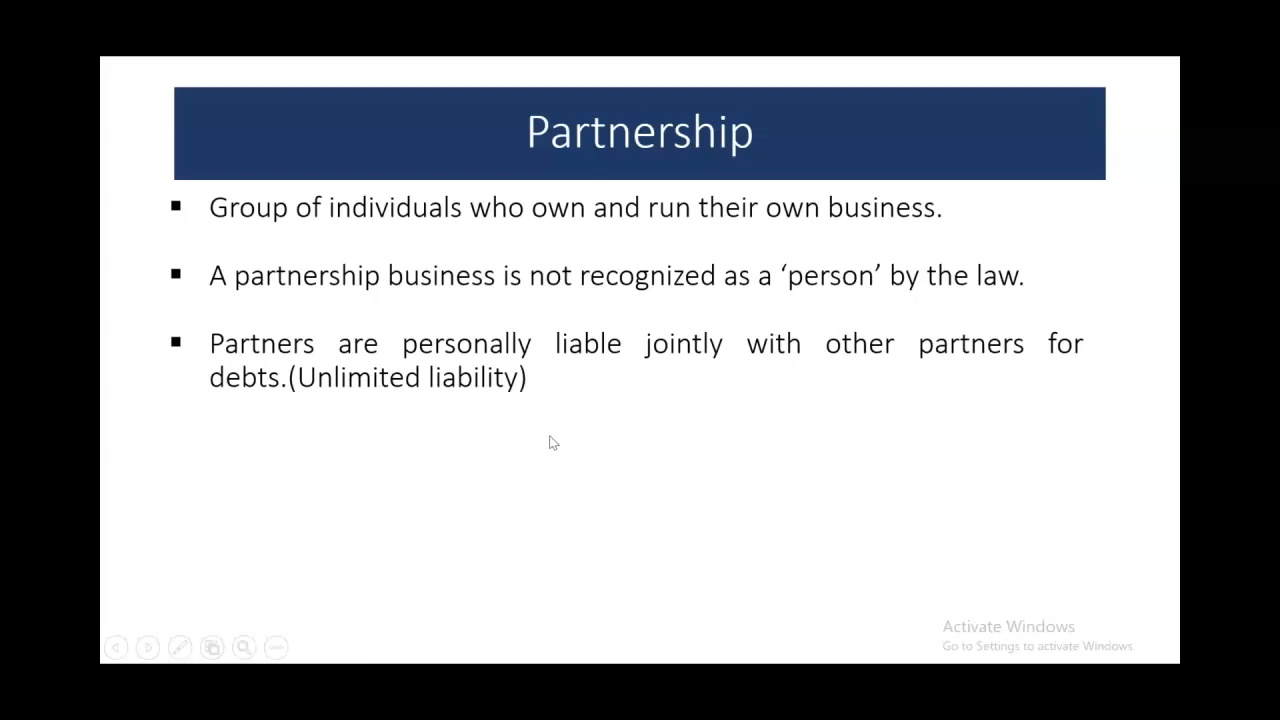 Partnership
▪ Group of individuals who own and run their own business.
▪ A partnership business is not recognized as a ‘person’ by the law.
▪ Partners are personally liable jointly with other partners for
debts.(Unlimited liability)
Activate Windows
Go to Settings to activate Windows.